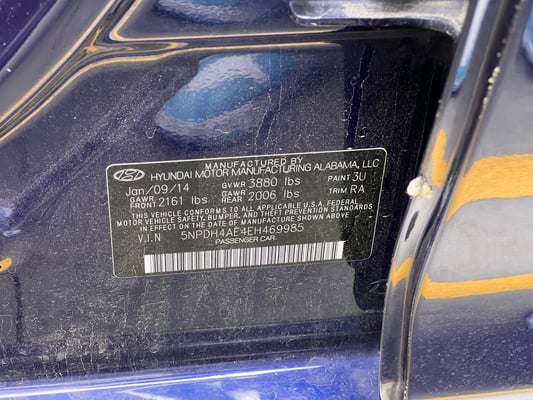 MANUFACTURED BY
HYUNDAI MOTOR MANUFACTURING ALABAMA, LLC
Jan/09/14 GVWR 3880 lbs PAINT 3U
GAWR FRONT 2161 lbs GAWR REAR 2006 lbs TRIM RA
THIS VEHICLE CONFORMS TO ALL APPLICABLE U.S.A. FEDERAL
MOTOR VEHICLE SAFETY, BUMPER, AND THEFT PREVENTION STANDARDS
IN EFFECT ON THE DATE OF MANUFACTURE SHOWN ABOVE.
V.I.N 5NPDH4AE4EH469985
PASSENGER CAR